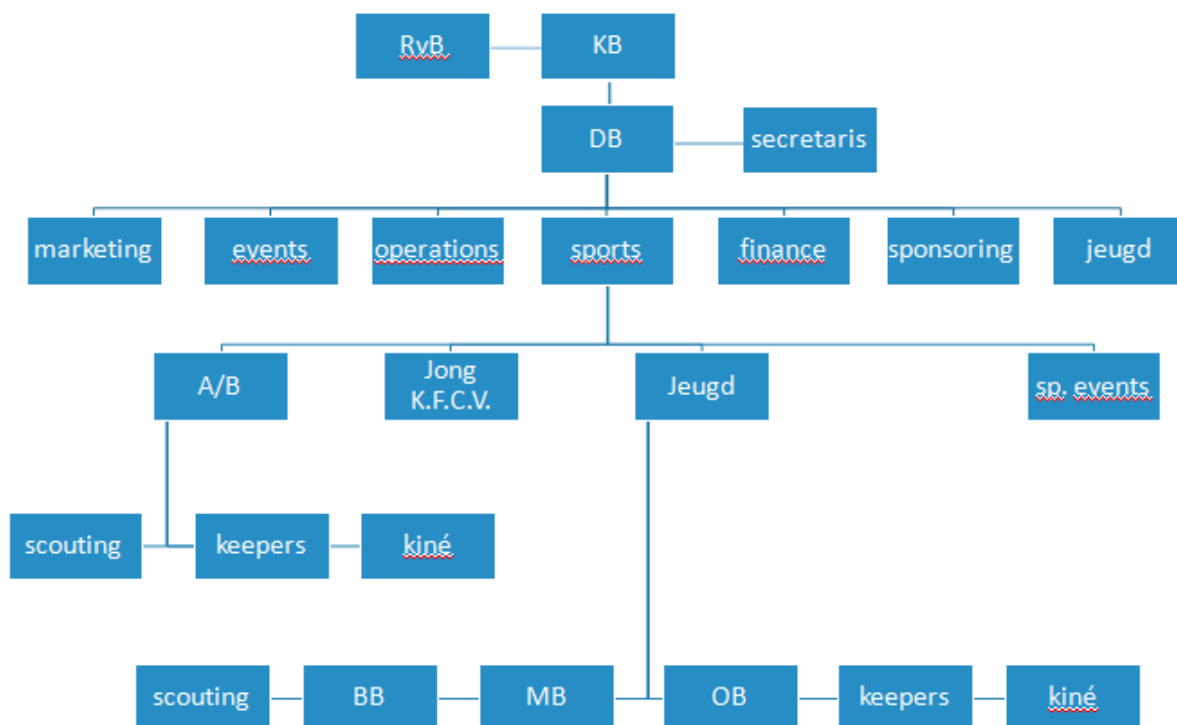 RvB
KB
DB
secretaris
marketing
events
operations
sports
finance
sponsoring
jeugd
A/B
Jong
K.F.C.V.
Jeugd
sp. events
scouting
keepers
kiné
scouting
BB
MB
OB
keepers
kiné